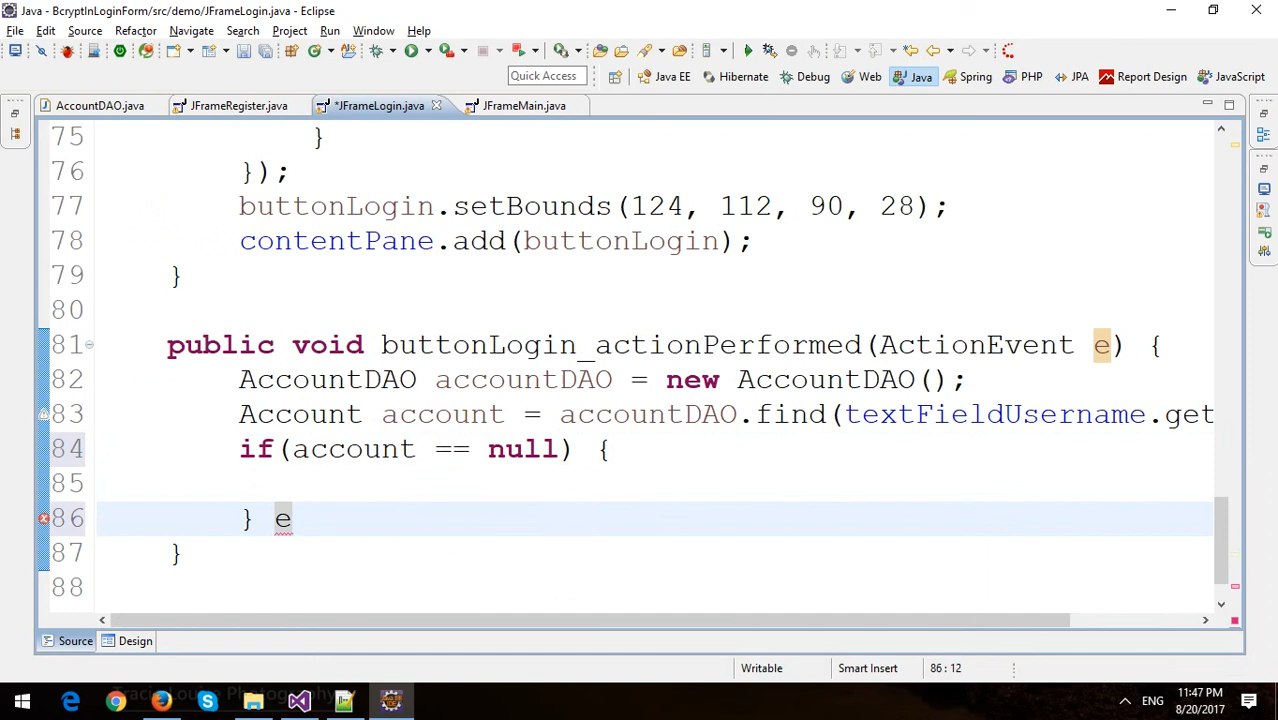 Java - BcryptInLoginForm/src/demo/JFrameLogin.java - Eclipse
File Edit Source Refactor Navigate Search Project Run Window Help
Quick Access Java EE Hibernate Debug Web Java Spring PHP JPA Report Design JavaScript
AccountDAO.java JFrameRegister.java *JFrameLogin.java JFrameMain.java
75 }
76 });
77 buttonLogin.setBounds(124, 112, 90, 28);
78 contentPane.add(buttonLogin);
79 }
80
81 public void buttonLogin_actionPerformed(ActionEvent e) {
82 AccountDAO accountDAO = new AccountDAO();
83 Account account = accountDAO.find(textFieldUsername.get
84 if(account == null) {
85
86 } e
87 }
88
Source Design
Writable Smart Insert 86 : 12
Tracie Louise Photography
ENG 11:47 PM
8/20/2017